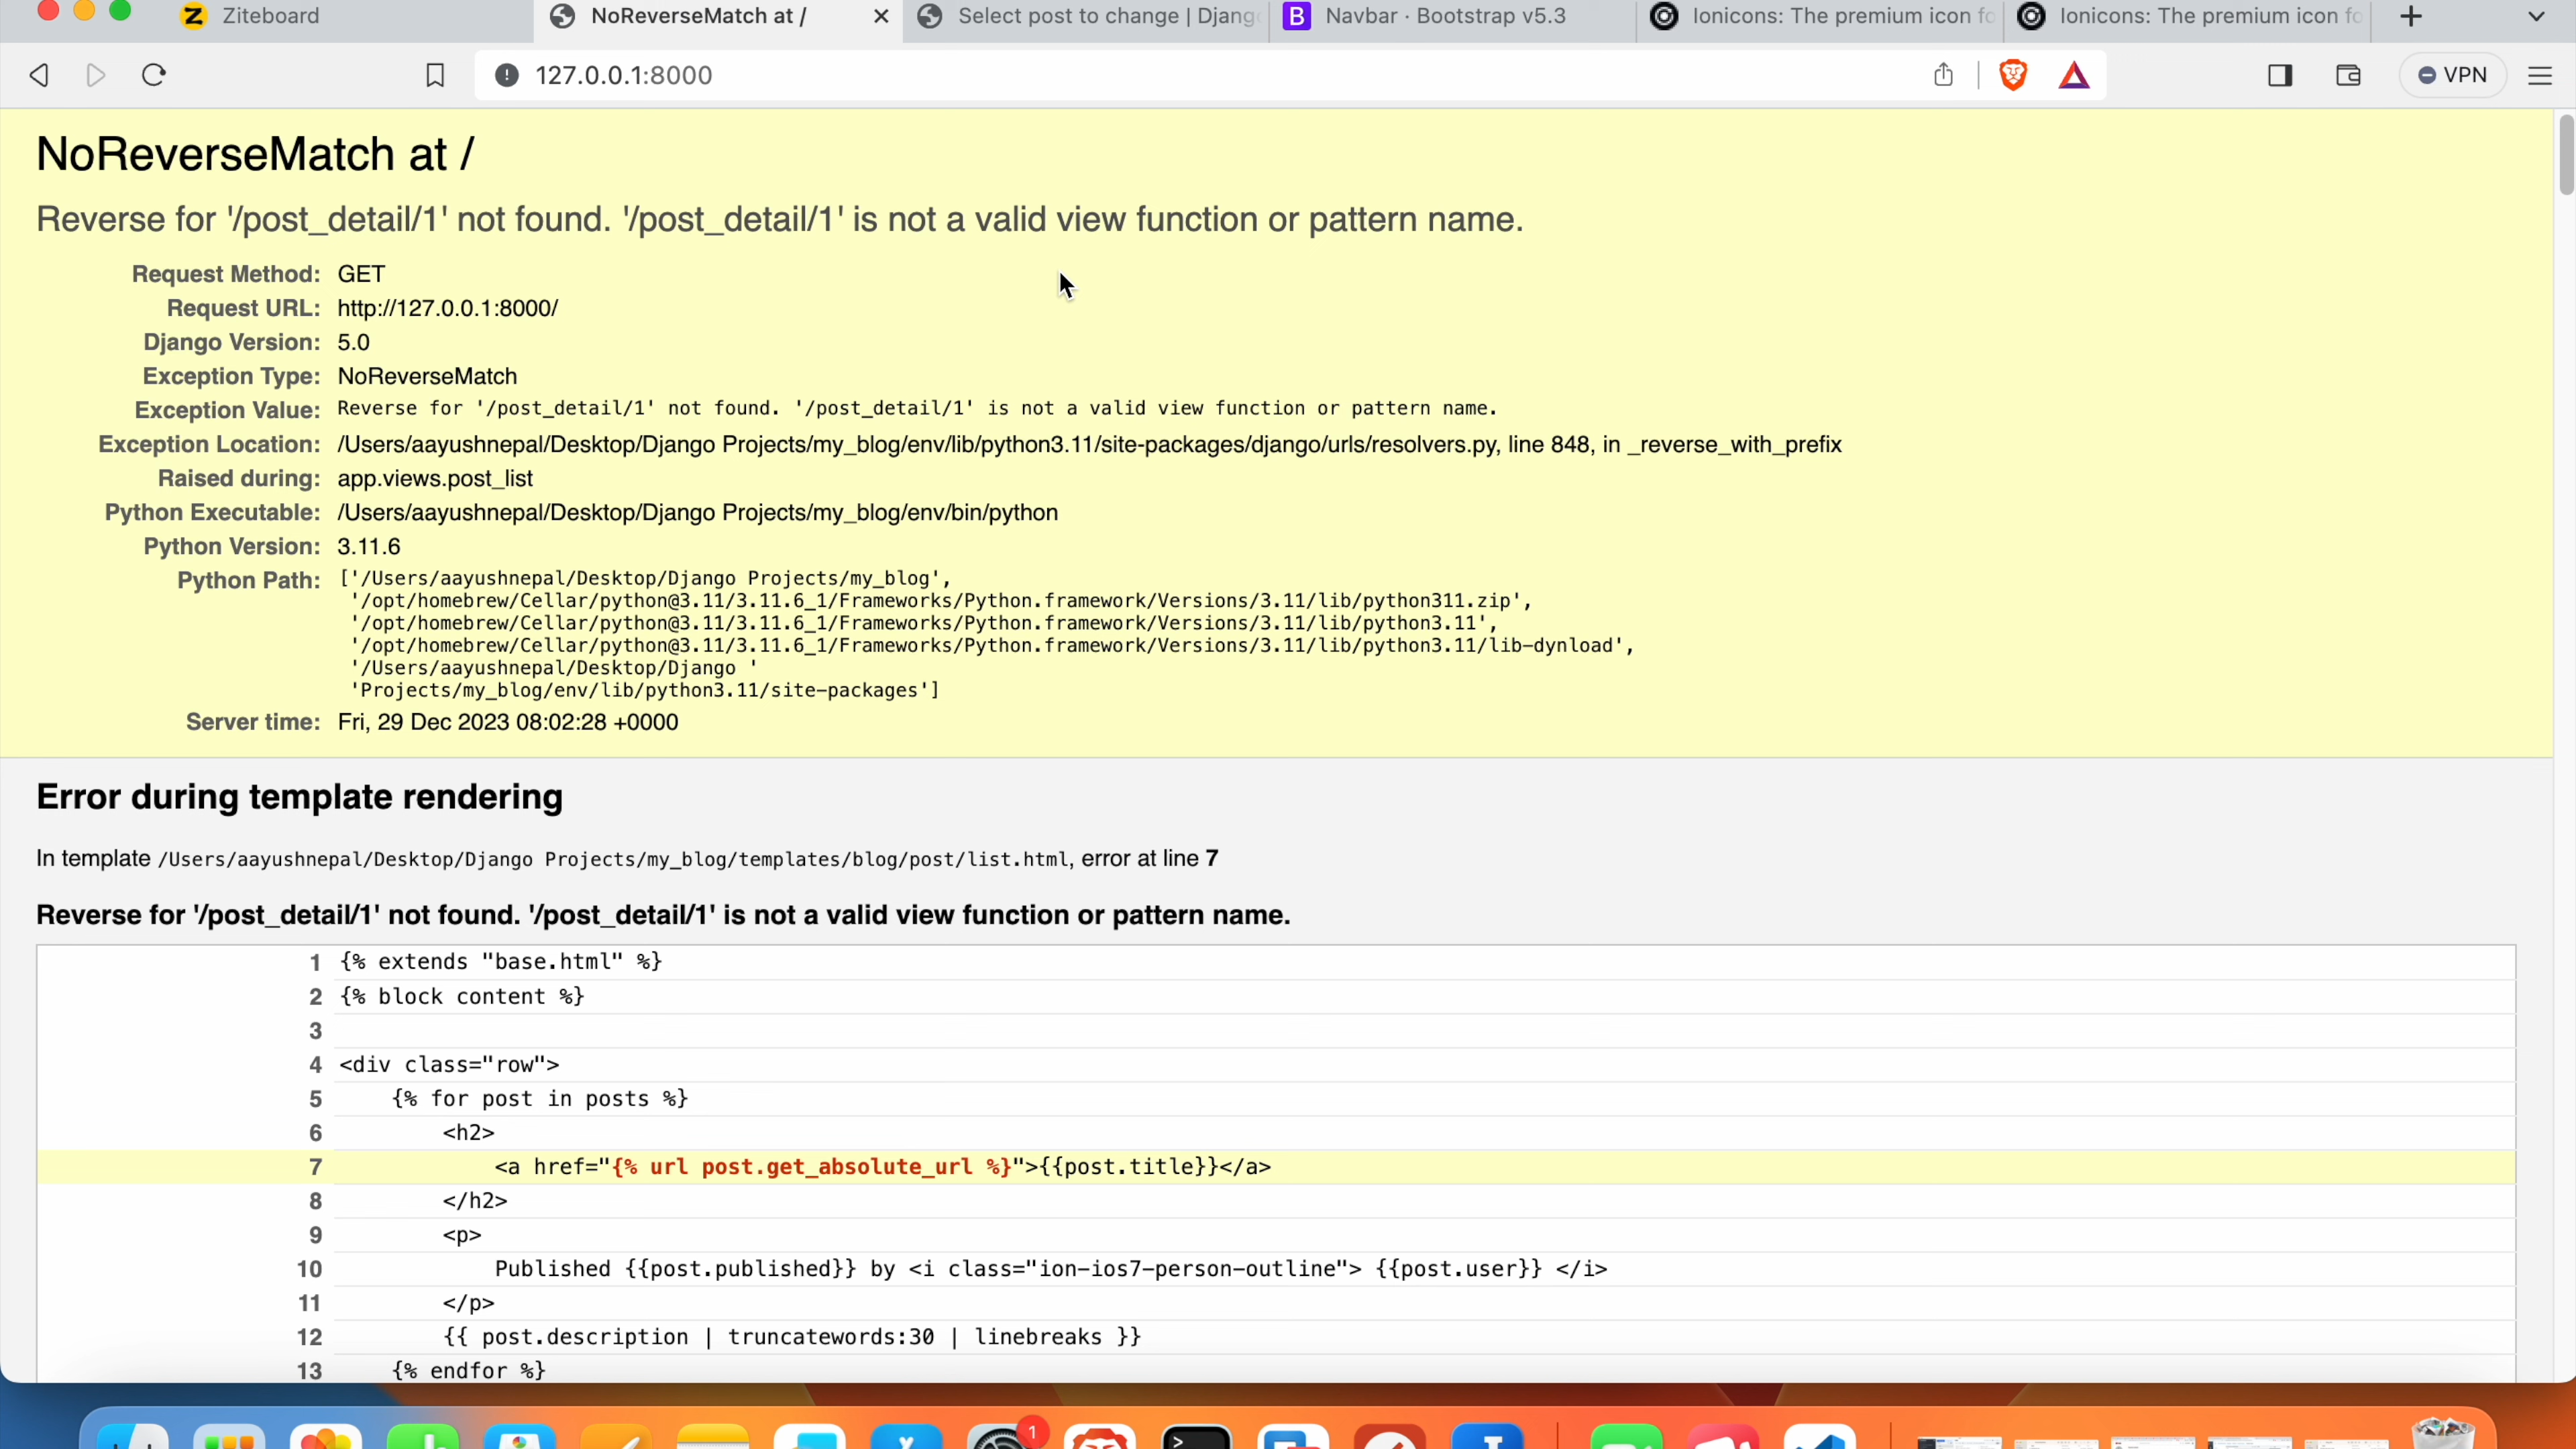 Ziteboard
NoReverseMatch at /
Select post to change | Djang
B Navbar · Bootstrap v5.3
Ionicons: The premium icon fo
Ionicons: The premium icon fo
127.0.0.1:8000
VPN
NoReverseMatch at /
Reverse for '/post_detail/1' not found. '/post_detail/1' is not a valid view function or pattern name.
Request Method: GET
Request URL: http://127.0.0.1:8000/
Django Version: 5.0
Exception Type: NoReverseMatch
Exception Value: Reverse for '/post_detail/1' not found. '/post_detail/1' is not a valid view function or pattern name.
Exception Location: /Users/aayushnepal/Desktop/Django Projects/my_blog/env/lib/python3.11/site-packages/django/urls/resolvers.py, line 848, in _reverse_with_prefix
Raised during: app.views.post_list
Python Executable: /Users/aayushnepal/Desktop/Django Projects/my_blog/env/bin/python
Python Version: 3.11.6
Python Path: ['/Users/aayushnepal/Desktop/Django Projects/my_blog',
'/opt/homebrew/Cellar/python@3.11/3.11.6_1/Frameworks/Python.framework/Versions/3.11/lib/python311.zip',
'/opt/homebrew/Cellar/python@3.11/3.11.6_1/Frameworks/Python.framework/Versions/3.11/lib/python3.11',
'/opt/homebrew/Cellar/python@3.11/3.11.6_1/Frameworks/Python.framework/Versions/3.11/lib/python3.11/lib-dynload',
'/Users/aayushnepal/Desktop/Django '
'Projects/my_blog/env/lib/python3.11/site-packages']
Server time: Fri, 29 Dec 2023 08:02:28 +0000
Error during template rendering
In template /Users/aayushnepal/Desktop/Django Projects/my_blog/templates/blog/post/list.html, error at line 7
Reverse for '/post_detail/1' not found. '/post_detail/1' is not a valid view function or pattern name.
1 {% extends "base.html" %}
2 {% block content %}
3
4 <div class="row">
5 {% for post in posts %}
6 <h2>
7 <a href="{% url post.get_absolute_url %}">{{post.title}}</a>
8 </h2>
9 <p>
10 Published {{post.published}} by <i class="ion-ios7-person-outline"> {{post.user}} </i>
11 </p>
12 {{ post.description | truncatewords:30 | linebreaks }}
13 {% endfor %}
1